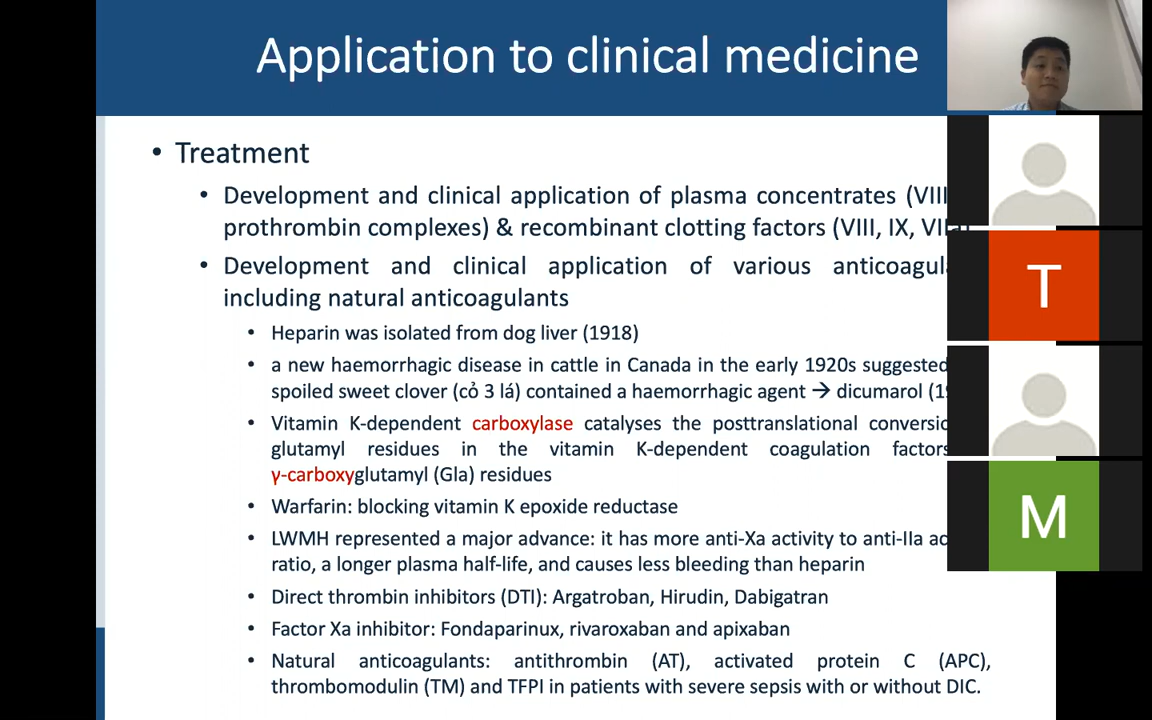 Application to clinical medicine
• Treatment
• Development and clinical application of plasma concentrates (VIII
prothrombin complexes) & recombinant clotting factors (VIII, IX,
• Development and clinical application of various
including natural anticoagulants
• Heparin was isolated from dog liver (1918)
• a new haemorrhagic disease in cattle in Canada in the early 1920s suggested
spoiled sweet clover (cỏ 3 lá) contained a haemorrhagic agent → dicumarol
• Vitamin K-dependent carboxylase catalyses the posttranslational
glutamyl residues in the vitamin K-dependent coagulation factors
γ-carboxyglutamyl (Gla) residues
• Warfarin: blocking vitamin K epoxide reductase
• LWMH represented a major advance: it has more anti-Xa activity to anti-IIa
ratio, a longer plasma half-life, and causes less bleeding than heparin
• Direct thrombin inhibitors (DTI): Argatroban, Hirudin, Dabigatran
• Factor Xa inhibitor: Fondaparinux, rivaroxaban and apixaban
• Natural anticoagulants: antithrombin (AT), activated protein C (APC),
thrombomodulin (TM) and TFPI in patients with severe sepsis with or without DIC.
T
M